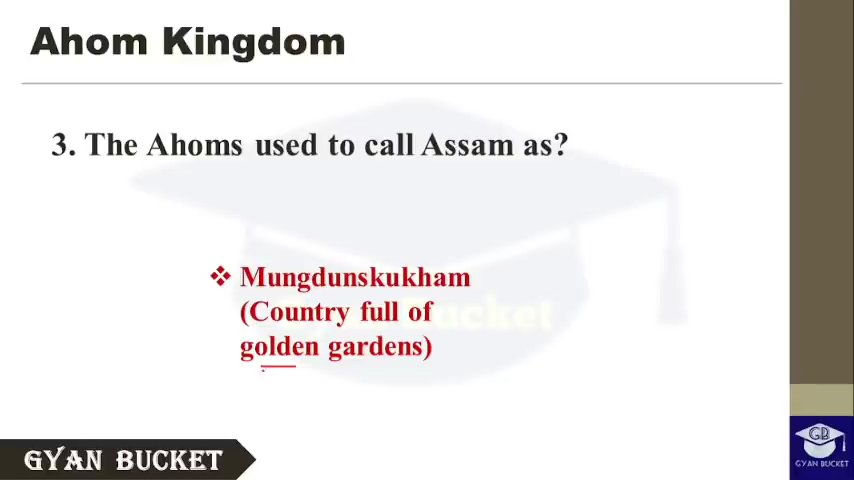 Ahom Kingdom
3. The Ahoms used to call Assam as?
❖ Mungdunskukham
(Country full of
golden gardens)
GYAN BUCKET
GB
GYAN BUCKET